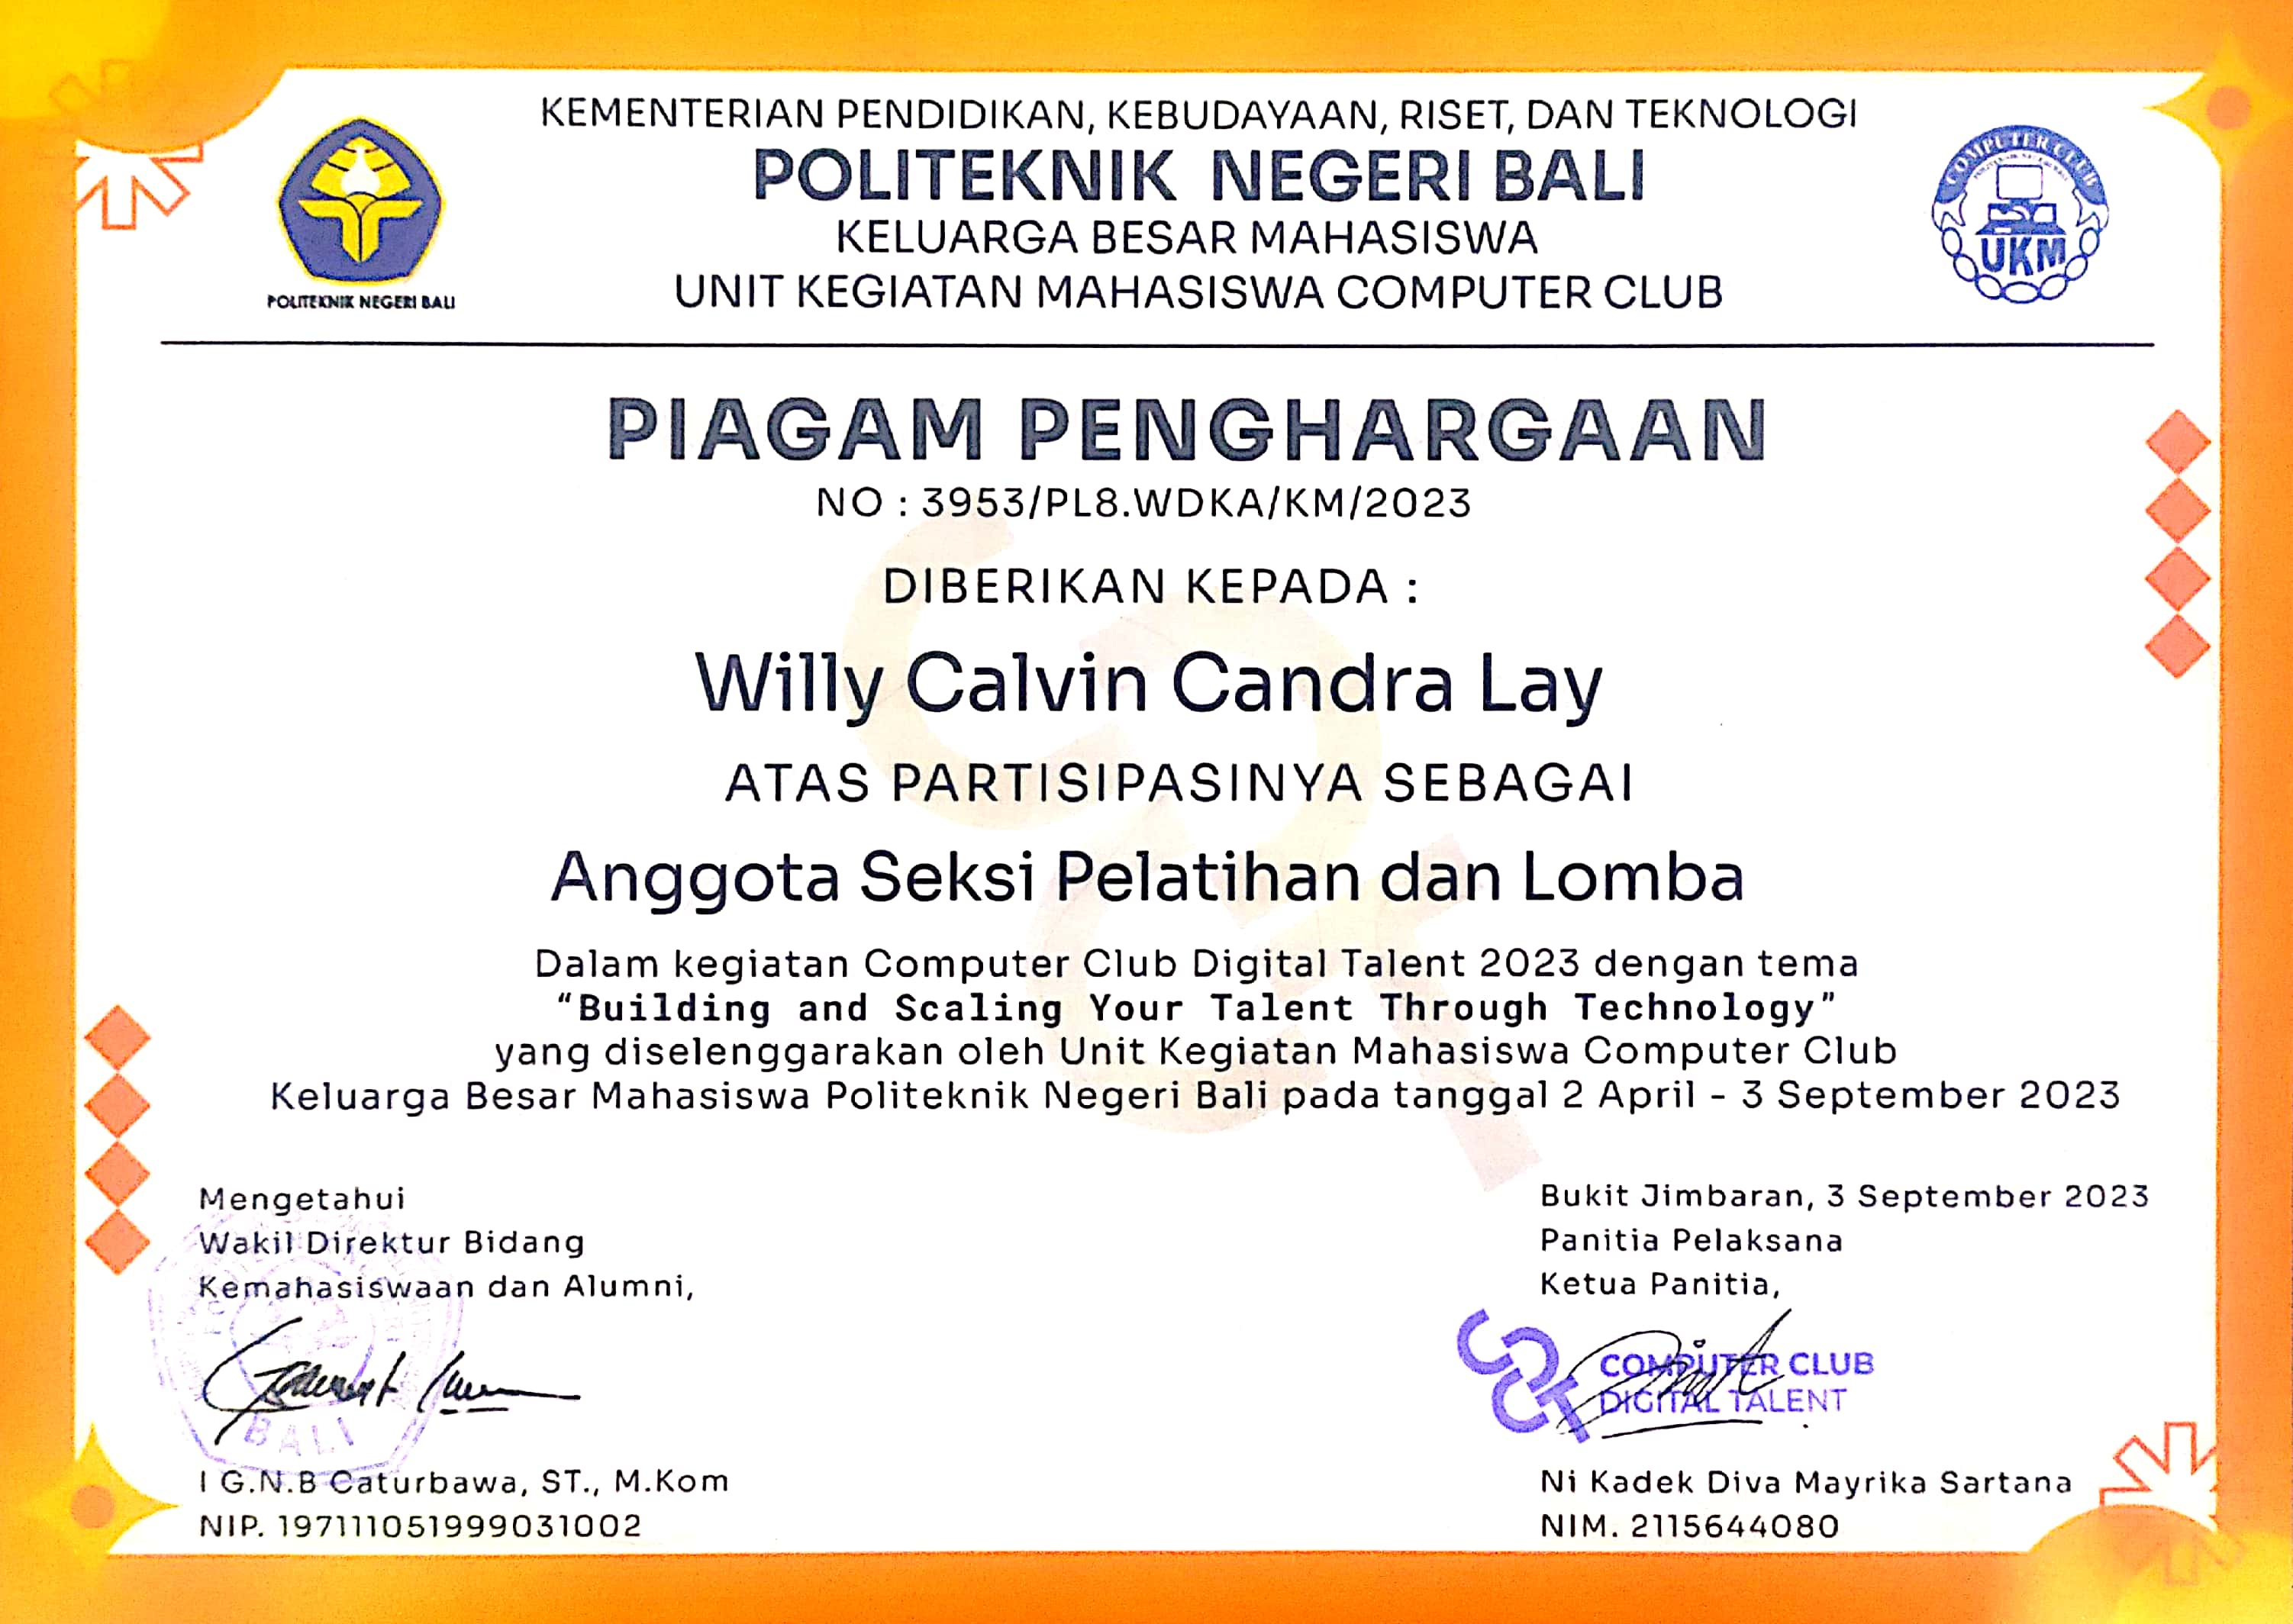 KEMENTERIAN PENDIDIKAN, KEBUDAYAAN, RISET, DAN TEKNOLOGI
POLITEKNIK NEGERI BALI
KELUARGA BESAR MAHASISWA
UNIT KEGIATAN MAHASISWA COMPUTER CLUB
POLITEKNIK NEGERI BALI
COMPUTER CLUB
UKM
PIAGAM PENGHARGAAN
NO : 3953/PL8.WDKA/KM/2023
DIBERIKAN KEPADA :
Willy Calvin Candra Lay
ATAS PARTISIPASINYA SEBAGAI
Anggota Seksi Pelatihan dan Lomba
Dalam kegiatan Computer Club Digital Talent 2023 dengan tema
“Building and Scaling Your Talent Through Technology”
yang diselenggarakan oleh Unit Kegiatan Mahasiswa Computer Club
Keluarga Besar Mahasiswa Politeknik Negeri Bali pada tanggal 2 April - 3 September 2023
Mengetahui
Wakil Direktur Bidang
Kemahasiswaan dan Alumni,
BALI
I G.N.B Caturbawa, ST., M.Kom
NIP. 197111051999031002
Bukit Jimbaran, 3 September 2023
Panitia Pelaksana
Ketua Panitia,
COMPUTER CLUB
DIGITAL TALENT
Ni Kadek Diva Mayrika Sartana
NIM. 2115644080